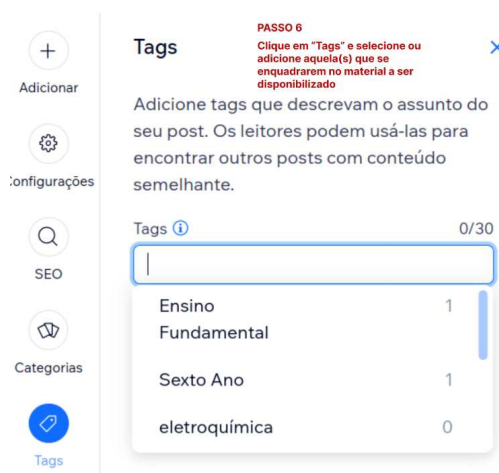 Adicionar
Configurações
SEO
Categorias
Tags
Tags
PASSO 6
Clique em “Tags” e selecione ou
adicione aquela(s) que se
enquadrarem no material a ser
disponibilizado
Adicione tags que descrevam o assunto do
seu post. Os leitores podem usá-las para
encontrar outros posts com conteúdo
semelhante.
Tags 0/30
Ensino 1
Fundamental
Sexto Ano 1
eletroquímica 0